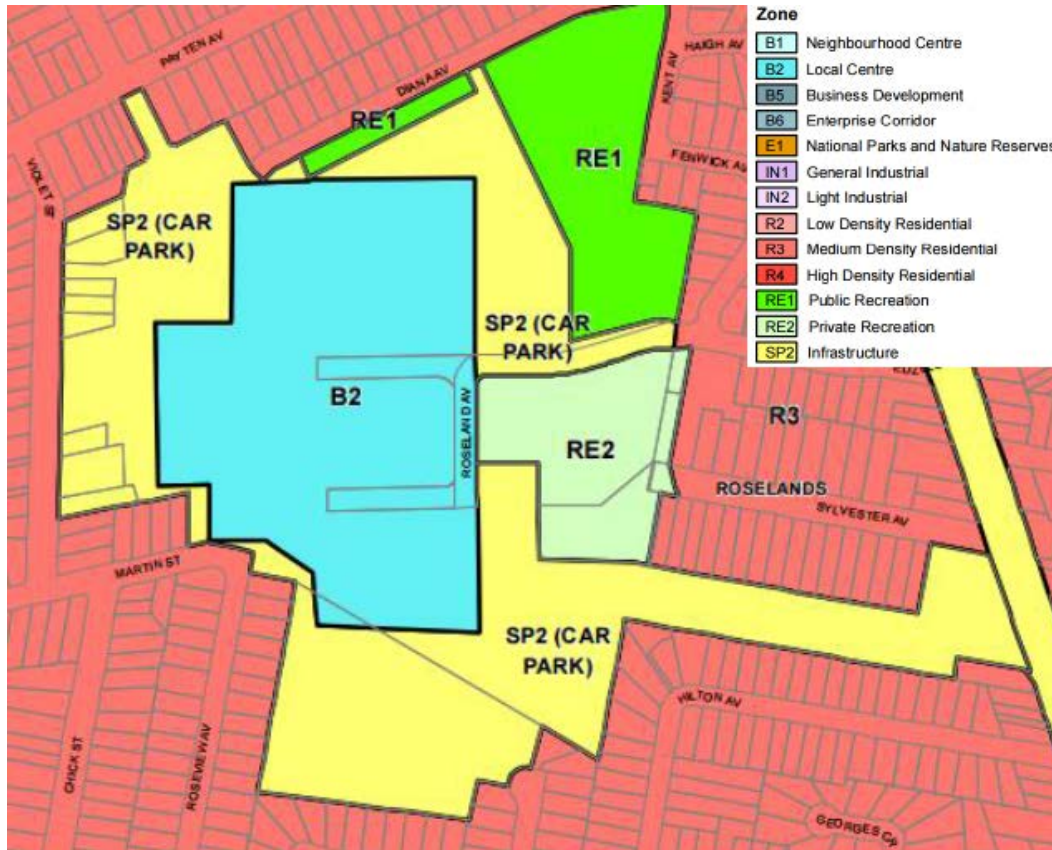 Zone
B1 Neighbourhood Centre
B2 Local Centre
B5 Business Development
B6 Enterprise Corridor
E1 National Parks and Nature Reserves
IN1 General Industrial
IN2 Light Industrial
R2 Low Density Residential
R3 Medium Density Residential
R4 High Density Residential
RE1 Public Recreation
RE2 Private Recreation
SP2 Infrastructure
PAYTEN AV
HAIGH AV
DIANA AV
KENT AV
RE1
RE1
FENWICK AV
VIOLET ST
SP2 (CAR
PARK)
SP2 (CAR
PARK)
B2
ROSELAND AV
RE2
R3
ROSELANDS
SYLVESTER AV
MARTIN ST
SP2 (CAR
PARK)
HILTON AV
CHICK ST
ROSEVIEW AV
GEORGES CR